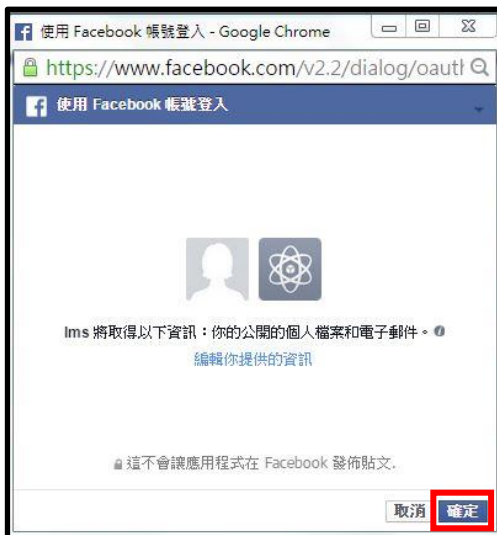 使用 Facebook 帳號登入 - Google Chrome
https://www.facebook.com/v2.2/dialog/oauth
使用 Facebook 帳號登入
lms 將取得以下資訊：你的公開的個人檔案和電子郵件。
編輯你提供的資訊
這不會讓應用程式在 Facebook 發佈貼文.
取消 確定